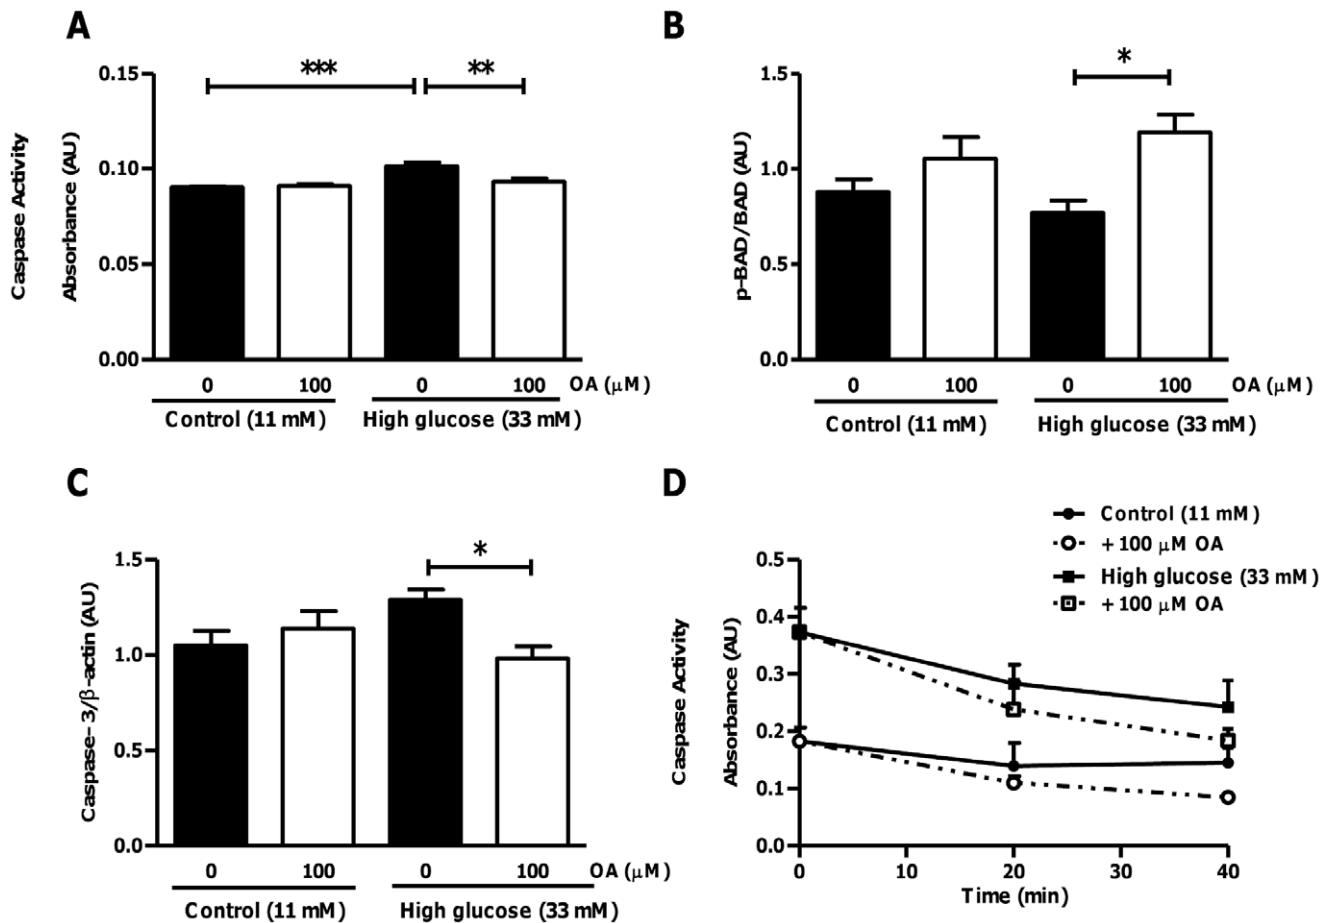 A
Caspase Activity
Absorbance (AU)
0.15
0.10
0.05
0.00
***
**
0
100
0
100
OA (μM)
Control (11 mM)
High glucose (33 mM)
B
p-BAD/BAD (AU)
1.5
1.0
0.5
0.0
*
0
100
0
100
OA (μM)
Control (11 mM)
High glucose (33 mM)
C
Caspase- 3/β-actin (AU)
1.5
1.0
0.5
0.0
*
0
100
0
100
OA (μM)
Control (11 mM)
High glucose (33 mM)
D
Control (11 mM)
+100 μM OA
High glucose (33 mM)
+100 μM OA
Caspase Activity
Absorbance (AU)
0.5
0.4
0.3
0.2
0.1
0.0
0
10
20
30
40
Time (min)